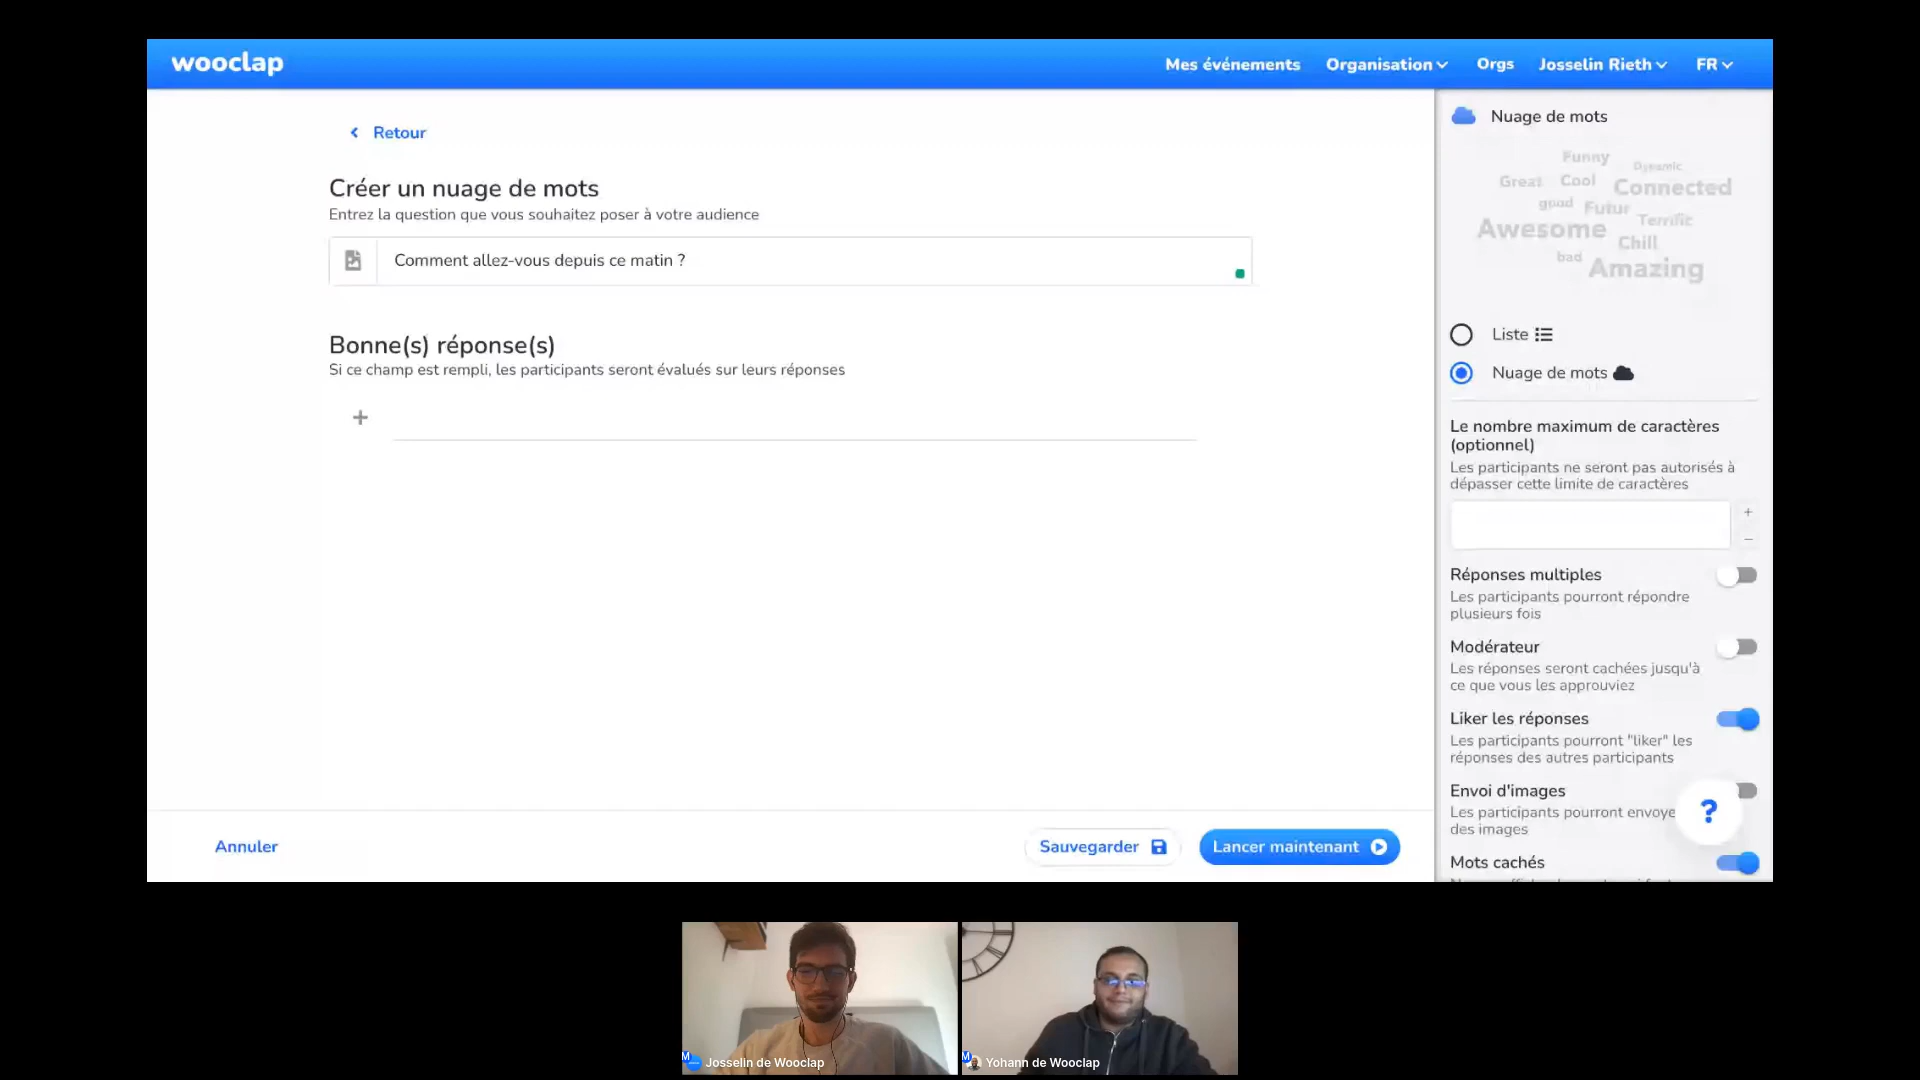 wooclap
Mes événements Organisation Orgs Josselin Rieth FR
Retour
Créer un nuage de mots
Entrez la question que vous souhaitez poser à votre audience
Comment allez-vous depuis ce matin ?
Bonne(s) réponse(s)
Si ce champ est rempli, les participants seront évalués sur leurs réponses
+
Annuler
Sauvegarder
Lancer maintenant
Nuage de mots
Funny
Dynamic
Great Cool Connected
good Futur Terrific
Awesome Chill
bad Amazing
Liste
Nuage de mots
Le nombre maximum de caractères
(optionnel)
Les participants ne seront pas autorisés à
dépasser cette limite de caractères
+
−
Réponses multiples
Les participants pourront répondre
plusieurs fois
Modérateur
Les réponses seront cachées jusqu'à
ce que vous les approuviez
Liker les réponses
Les participants pourront "liker" les
réponses des autres participants
Envoi d'images
Les participants pourront envoye
des images
?
Mots cachés
M Josselin de Wooclap
M Yohann de Wooclap